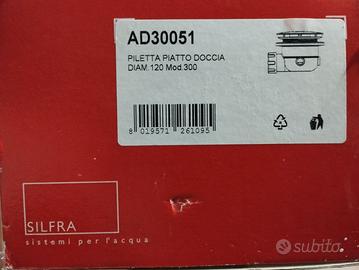 AD30051
PILETTA PIATTO DOCCIA
DIAM.120 Mod.300
8 019571 261095
SILFRA
sistemi per l'acqua
subito